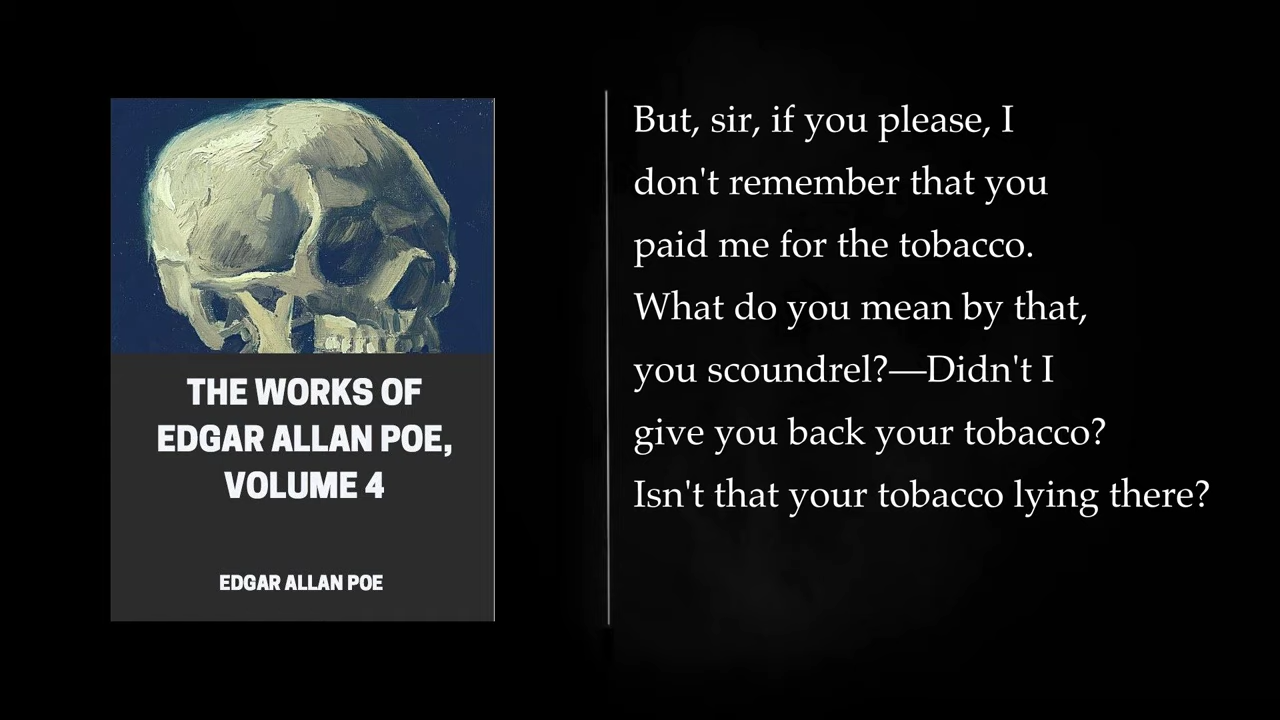 THE WORKS OF
EDGAR ALLAN POE,
VOLUME 4
EDGAR ALLAN POE
But, sir, if you please, I
don't remember that you
paid me for the tobacco.
What do you mean by that,
you scoundrel?—Didn't I
give you back your tobacco?
Isn't that your tobacco lying there?